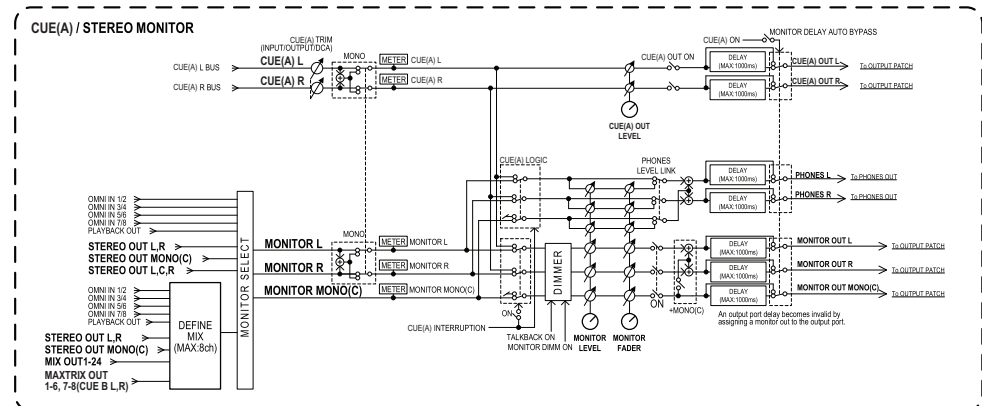 CUE(A) / STEREO MONITOR
CUE(A) TRIM
(INPUT/OUTPUT/DCA)
CUE(A) L BUS
CUE(A) L
MONO
METER CUE(A) L
CUE(A) R BUS
CUE(A) R
METER CUE(A) R
CUE(A) ON
MONITOR DELAY AUTO BYPASS
CUE(A) OUT ON
DELAY
(MAX:1000ms)
CUE(A) OUT L
To OUTPUT PATCH
DELAY
(MAX:1000ms)
CUE(A) OUT R
To OUTPUT PATCH
CUE(A) OUT
LEVEL
CUE(A) LOGIC
PHONES
LEVEL LINK
DELAY
(MAX:1000ms)
PHONES L
To PHONES OUT
DELAY
(MAX:1000ms)
PHONES R
To PHONES OUT
OMNI IN 1/2
OMNI IN 3/4
OMNI IN 5/6
OMNI IN 7/8
PLAYBACK OUT
STEREO OUT L,R
STEREO OUT MONO(C)
STEREO OUT L,C,R
OMNI IN 1/2
OMNI IN 3/4
OMNI IN 5/6
OMNI IN 7/8
PLAYBACK OUT
STEREO OUT L,R
STEREO OUT MONO(C)
MIX OUT1-24
MAXTRIX OUT
1-6, 7-8(CUE B L,R)
DEFINE
MIX
(MAX:8ch)
MONITOR SELECT
MONO
MONITOR L
METER MONITOR L
MONITOR R
METER MONITOR R
MONITOR MONO(C)
METER MONITOR MONO(C)
ON
CUE(A) INTERRUPTION
DIMMER
TALKBACK ON
MONITOR DIMM ON
MONITOR
LEVEL
MONITOR
FADER
ON
+MONO(C)
DELAY
(MAX:1000ms)
MONITOR OUT L
To OUTPUT PATCH
DELAY
(MAX:1000ms)
MONITOR OUT R
To OUTPUT PATCH
DELAY
(MAX:1000ms)
MONITOR OUT MONO(C)
To OUTPUT PATCH
An output port delay becomes invalid by
assigning a monitor out to the output port.